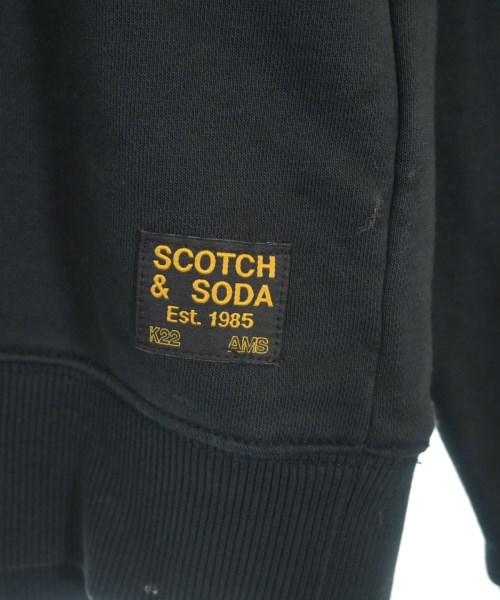 SCOTCH
& SODA
Est. 1985
K22 AMS